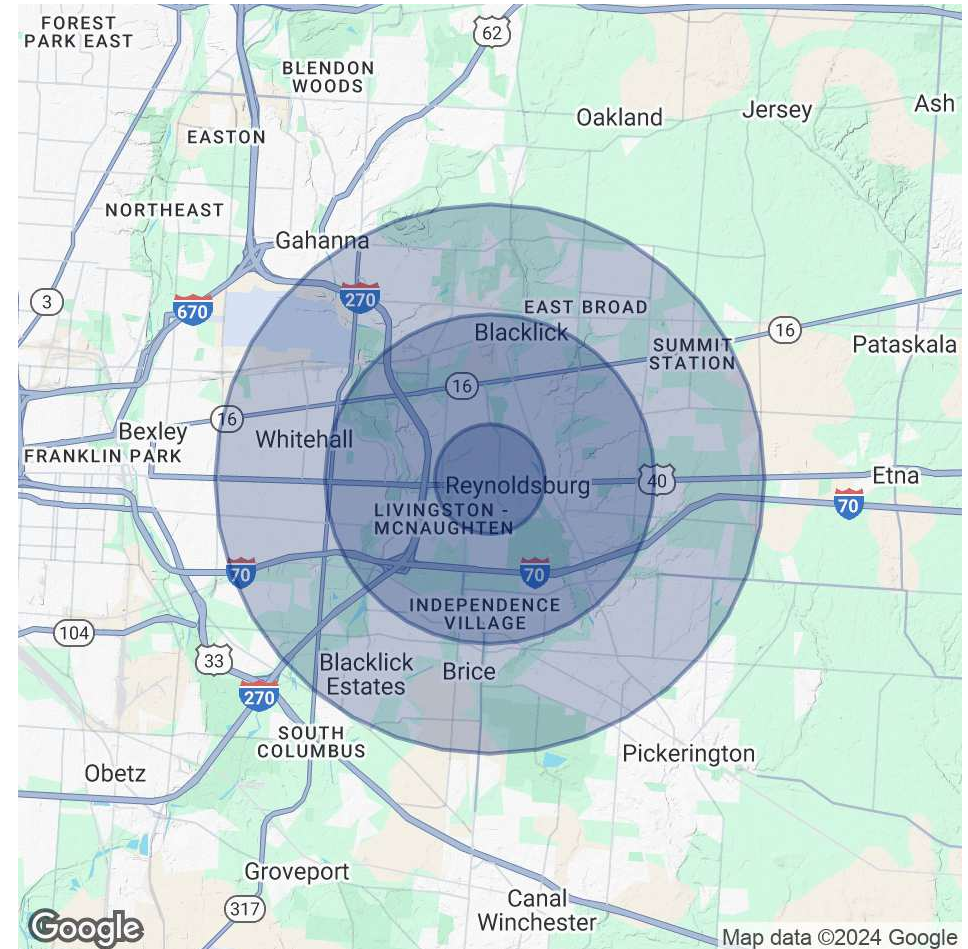 FOREST
PARK EAST
62
BLENDON
WOODS
Oakland
Jersey
Ash
EASTON
NORTHEAST
Gahanna
3
670
270
EAST BROAD
Blacklick
16
SUMMIT
STATION
Pataskala
16
16
Bexley
Whitehall
FRANKLIN PARK
Reynoldsburg
40
Etna
LIVINGSTON -
MCNAUGHTEN
70
70
70
INDEPENDENCE
VILLAGE
104
33
Blacklick
Estates
Brice
270
SOUTH
COLUMBUS
Pickerington
Obetz
Groveport
317
Canal
Winchester
Google
Map data ©2024 Google